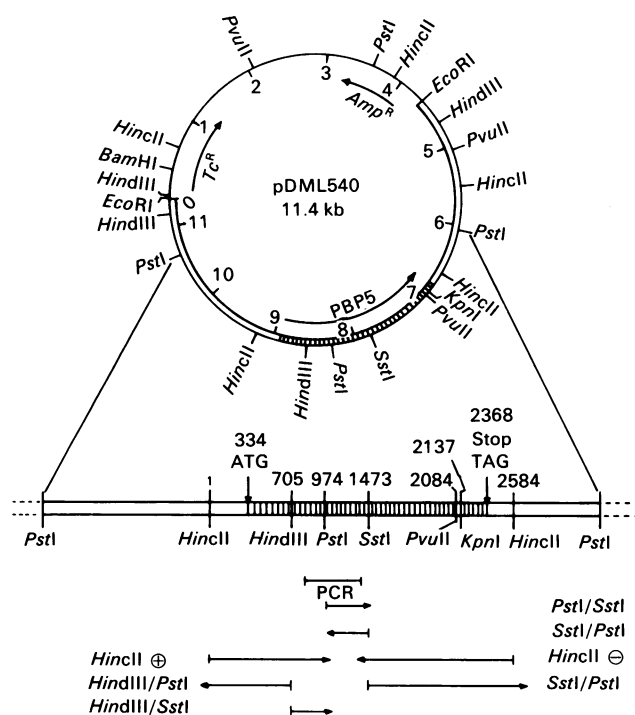 PvuII
PstI
HincII
EcoRI
HindIII
PvuII
HincII
PstI
HincII
KpnI
PvuII
SstI
PstI
HindIII
HincII
PstI
HindIII
EcoRI
HindIII
BamHI
HincII
0
1
2
3
4
5
6
7
8
9
10
11
Tc^R
Amp^R
pDML540
11.4 kb
PBP5
334
ATG
2368
Stop
TAG
2137
1
705
974
1473
2084
2584
PstI
HincII
HindIII
PstI
SstI
PvuII
KpnI
HincII
PstI
PCR
PstI/SstI
SstI/PstI
HincII ⊕
HincII ⊖
HindIII/PstI
SstI/PstI
HindIII/SstI